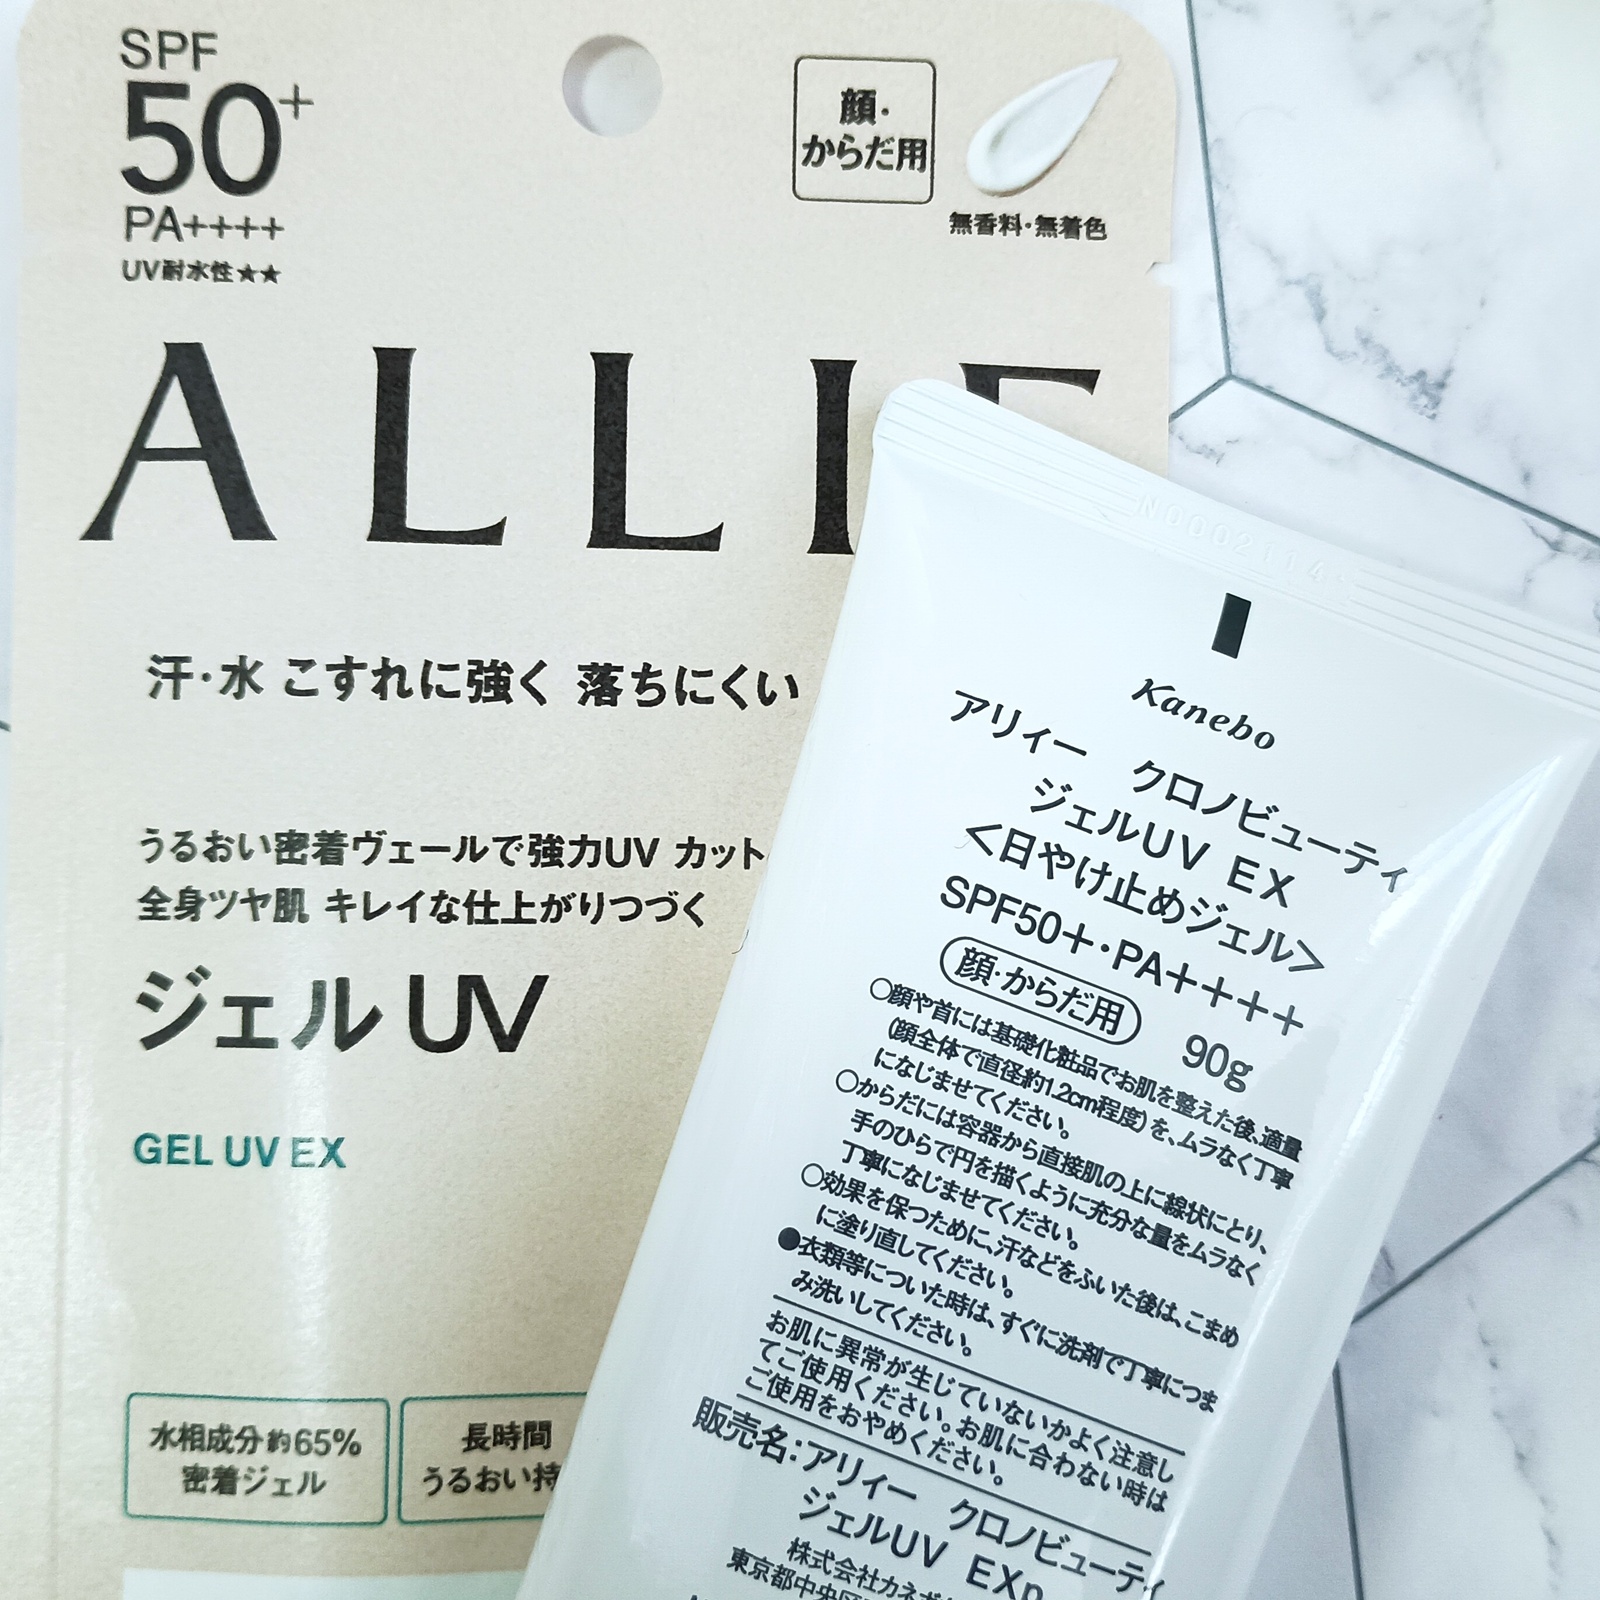 SPF
50+
PA++++
UV耐水性★★
顔・
からだ用
無香料・無着色
ALLIE
汗・水 こすれに強く 落ちにくい
うるおい密着ヴェールで強力UV カット
全身ツヤ肌 キレイな仕上がりつづく
ジェル UV
GEL UV EX
水相成分約65%
密着ジェル
長時間
うるおい持
N0002114
Kanebo
アリィー クロノビューティ
ジェルUV EX
<日やけ止めジェル>
SPF50+・PA++++
顔・からだ用 90g
○顔や首には基礎化粧品でお肌を整えた後、適量
(顔全体で直径約1.2cm程度)を、ムラなく丁寧
になじませてください。
○からだには容器から直接肌の上に線状にとり、
手のひらで円を描くように充分な量をムラなく
丁寧になじませてください。
○効果を保つために、汗などをふいた後は、こまめ
に塗り直してください。
●衣類等についた時は、すぐに洗剤で丁寧につま
み洗いしてください。
お肌に異常が生じていないかよく注意し
てご使用ください。お肌に合わない時は
ご使用をおやめください。
販売名:アリィー クロノビューティ
ジェルUV EXn
株式会社カネボ
東京都中央区